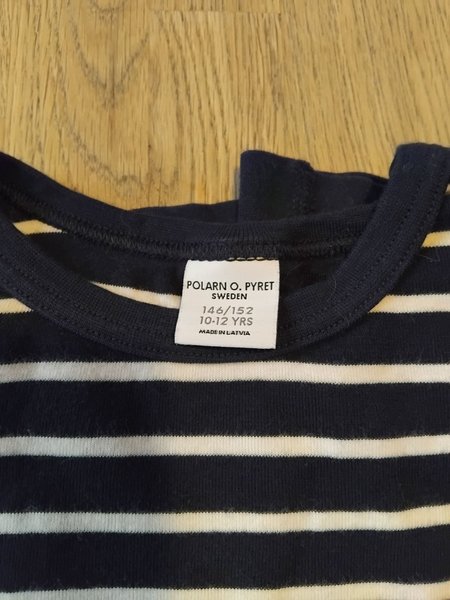 POLARN O. PYRET
SWEDEN
146/152
10-12 YRS
MADE IN LATVIA